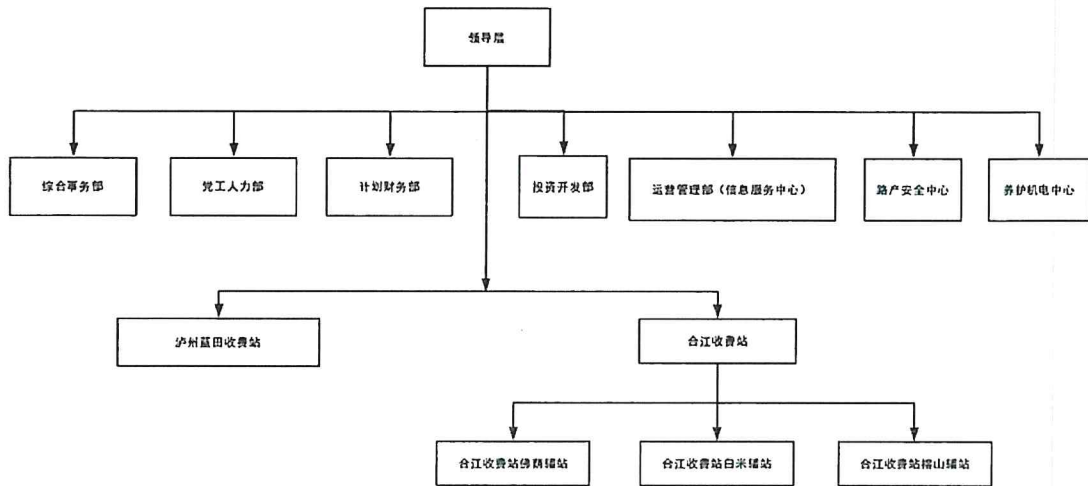 领导层
综合事务部
党工人力部
计划财务部
投资开发部
运营管理部（信息服务中心）
路产安全中心
养护机电中心
泸州蓝田收费站
合江收费站
合江收费站佛荫辅站
合江收费站白米辅站
合江收费站榕山辅站